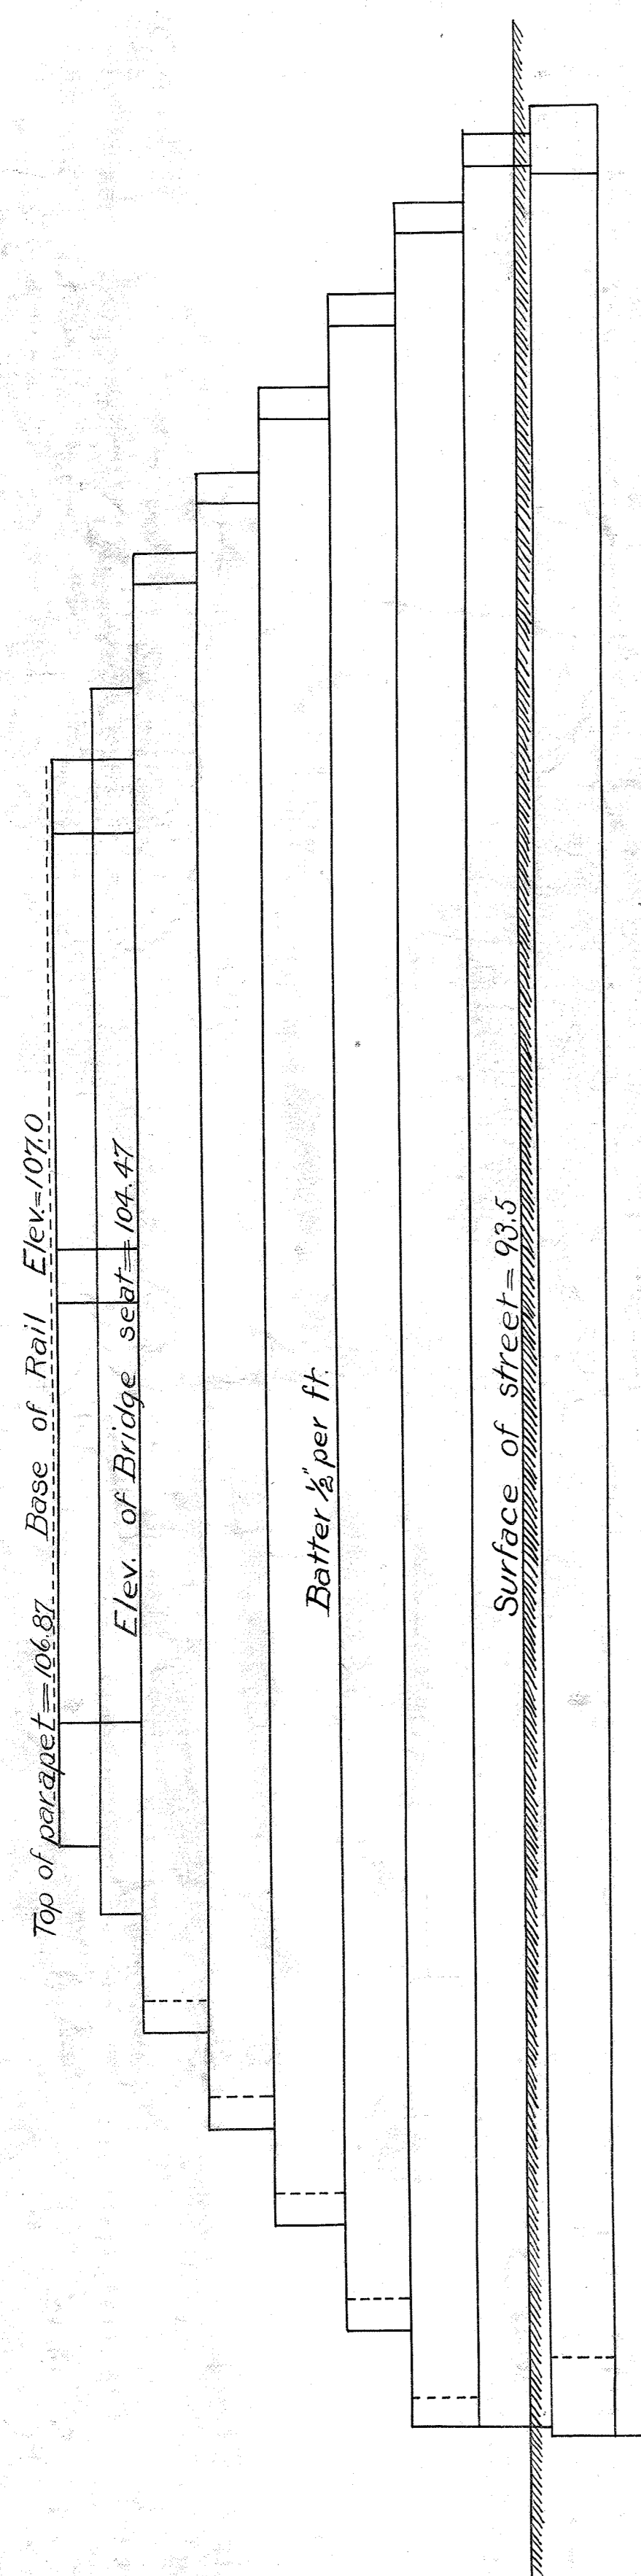 Top of parapet = 106.87 Base of Rail Elev. = 107.0
Elev. of Bridge seat = 104.47
Batter 1/2" per ft.
Surface of street = 93.5